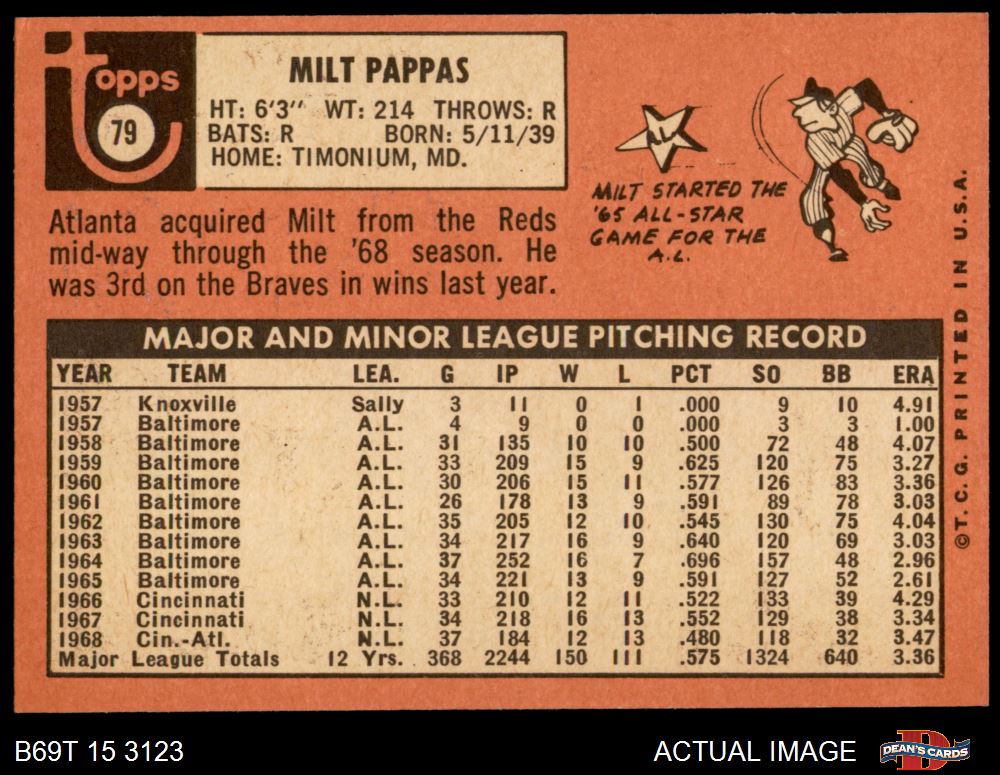 topps
79
MILT PAPPAS
HT: 6'3" WT: 214 THROWS: R
BATS: R BORN: 5/11/39
HOME: TIMONIUM, MD.
Atlanta acquired Milt from the Reds
mid-way through the '68 season. He
was 3rd on the Braves in wins last year.
MILT STARTED THE
'65 ALL-STAR
GAME FOR THE
A.L.
MAJOR AND MINOR LEAGUE PITCHING RECORD
YEAR TEAM LEA. G IP W L PCT SO BB ERA
1957 Knoxville Sally 3 11 0 1 .000 9 10 4.91
1957 Baltimore A.L. 4 9 0 0 .000 3 3 1.00
1958 Baltimore A.L. 31 135 10 10 .500 72 48 4.07
1959 Baltimore A.L. 33 209 15 9 .625 120 75 3.27
1960 Baltimore A.L. 30 206 15 11 .577 126 83 3.36
1961 Baltimore A.L. 26 178 13 9 .591 89 78 3.03
1962 Baltimore A.L. 35 205 12 10 .545 130 75 4.04
1963 Baltimore A.L. 34 217 16 9 .640 120 69 3.03
1964 Baltimore A.L. 37 252 16 7 .696 157 48 2.96
1965 Baltimore A.L. 34 221 13 9 .591 127 52 2.61
1966 Cincinnati N.L. 33 210 12 11 .522 133 39 4.29
1967 Cincinnati N.L. 34 218 16 13 .552 129 38 3.34
1968 Cin.-Atl. N.L. 37 184 12 13 .480 118 32 3.47
Major League Totals 12 Yrs. 368 2244 150 111 .575 1324 640 3.36
©T. C. G. PRINTED IN U.S.A.
B69T 15 3123
ACTUAL IMAGE
DEAN'S CARDS